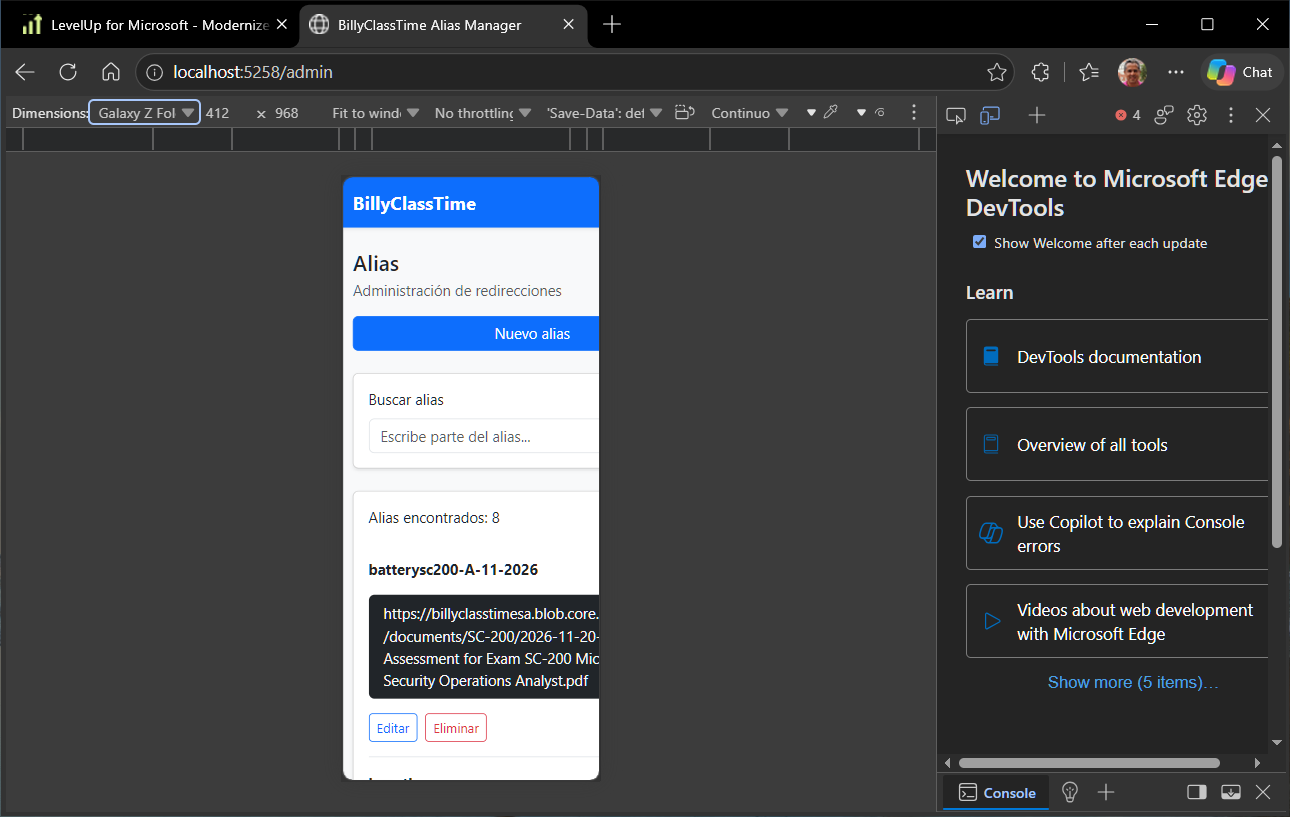 LevelUp for Microsoft - Modernize
BillyClassTime Alias Manager
localhost:5258/admin
Chat
Dimensions: Galaxy Z Fol 412 x 968 Fit to wind No throttling 'Save-Data': def Continuo
4
BillyClassTime
Alias
Administración de redirecciones
Nuevo alias
Buscar alias
Escribe parte del alias...
Alias encontrados: 8
batterysc200-A-11-2026
https://billyclasstimesa.blob.core.
/documents/SC-200/2026-11-20-
Assessment for Exam SC-200 Mic
Security Operations Analyst.pdf
Editar Eliminar
Welcome to Microsoft Edge
DevTools
Show Welcome after each update
Learn
DevTools documentation
Overview of all tools
Use Copilot to explain Console
errors
Videos about web development
with Microsoft Edge
Show more (5 items)…
Console